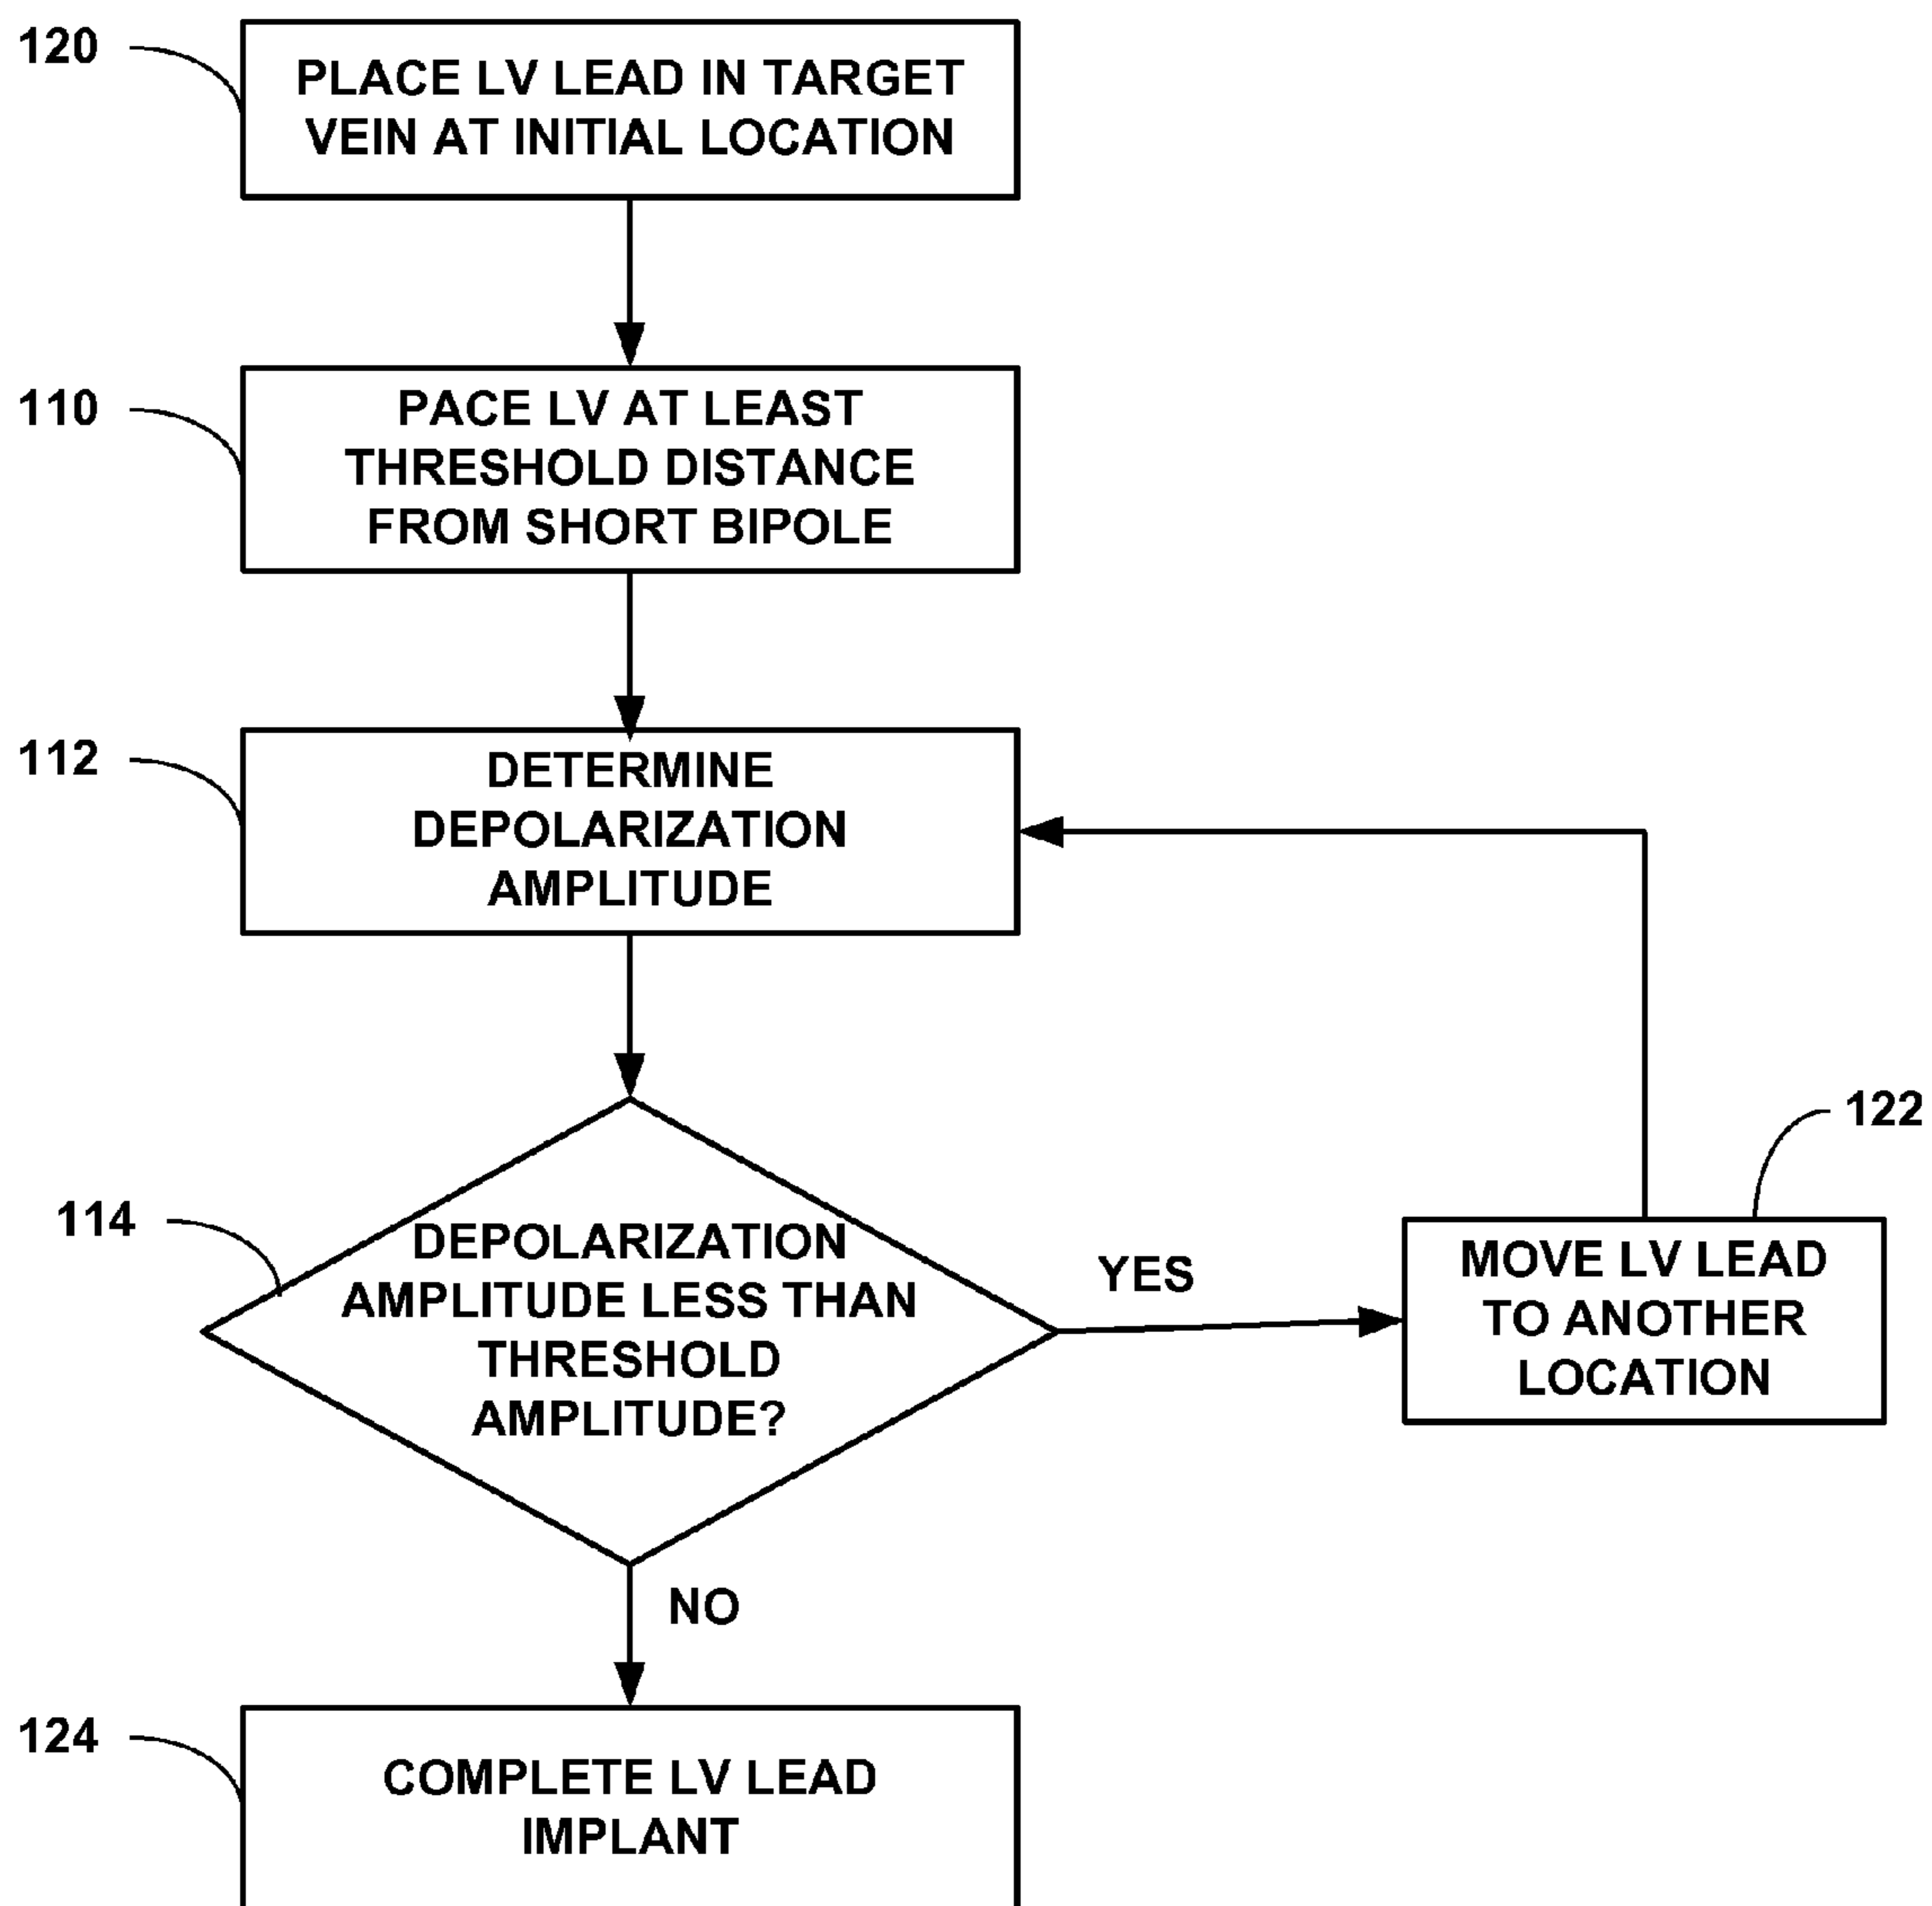 120
PLACE LV LEAD IN TARGET
VEIN AT INITIAL LOCATION
110
PACE LV AT LEAST
THRESHOLD DISTANCE
FROM SHORT BIPOLE
112
DETERMINE
DEPOLARIZATION
AMPLITUDE
114
DEPOLARIZATION
AMPLITUDE LESS THAN
THRESHOLD
AMPLITUDE?
YES
122
MOVE LV LEAD
TO ANOTHER
LOCATION
NO
124
COMPLETE LV LEAD
IMPLANT